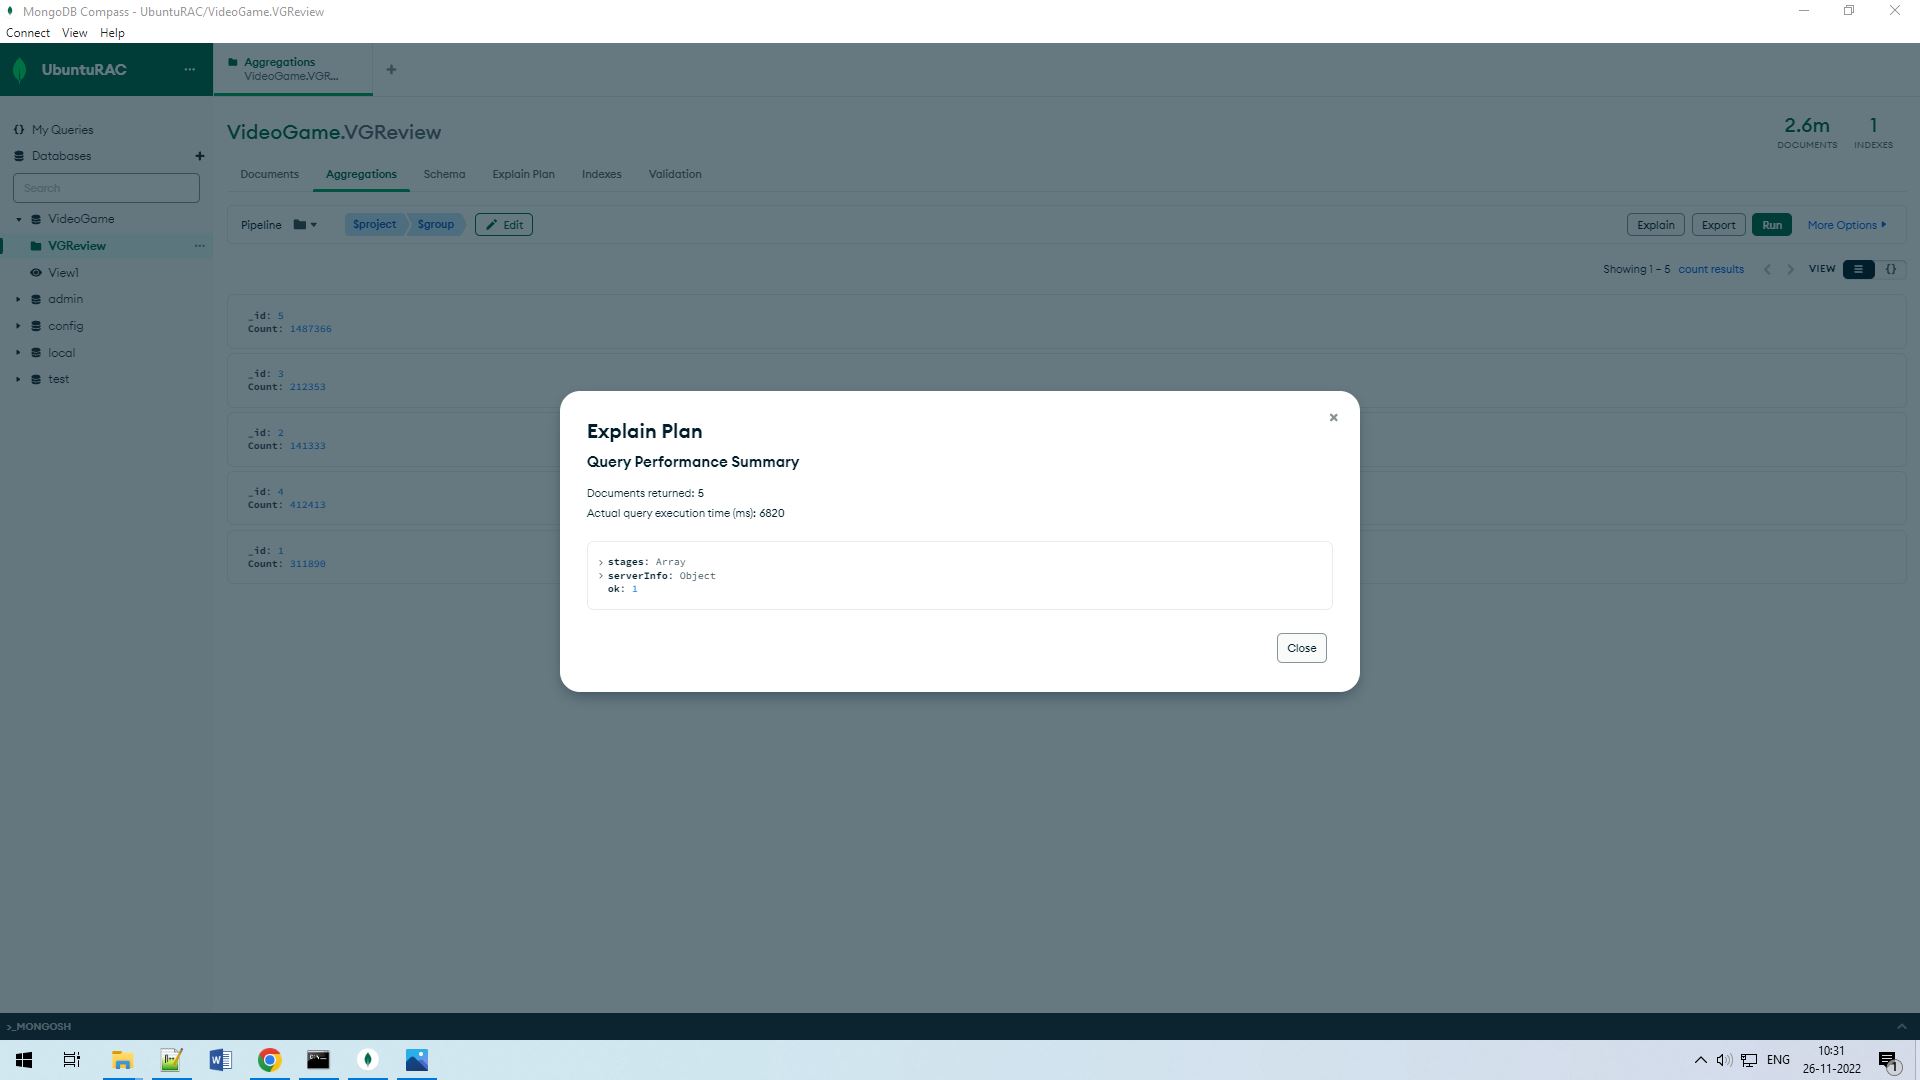 MongoDB Compass - UbuntuRAC/VideoGame.VGReview
Connect View Help
UbuntuRAC ...
Aggregations
VideoGame.VGR...
+
My Queries
Databases +
Search
VideoGame
VGReview ...
View1
admin
config
local
test
VideoGame.VGReview
2.6m
DOCUMENTS
1
INDEXES
Documents Aggregations Schema Explain Plan Indexes Validation
Pipeline $project $group Edit Explain Export Run More Options
Showing 1 – 5 count results VIEW {}
_id: 5
Count: 1487366
_id: 3
Count: 212353
_id: 2
Count: 141333
_id: 4
Count: 412413
_id: 1
Count: 311890
Explain Plan
Query Performance Summary
Documents returned: 5
Actual query execution time (ms): 6820
stages: Array
serverInfo: Object
ok: 1
Close
>_MONGOSH
ENG
10:31
26-11-2022
1